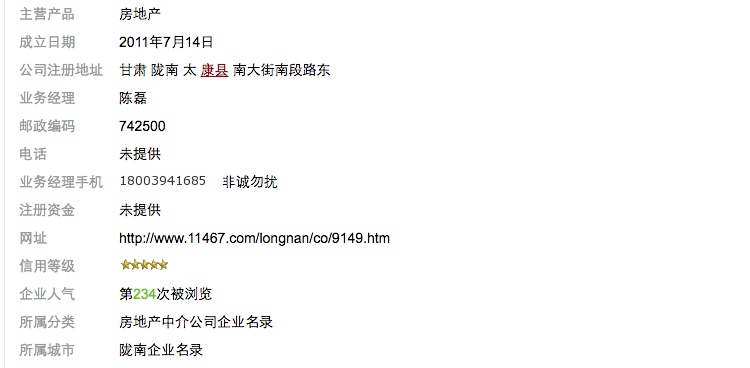 主营产品 房地产
成立日期 2011年7月14日
公司注册地址 甘肃 陇南 太 康县 南大街南段路东
业务经理 陈磊
邮政编码 742500
电话 未提供
业务经理手机 18003941685 非诚勿扰
注册资金 未提供
网址 http://www.11467.com/longnan/co/9149.htm
信用等级
企业人气 第234次被浏览
所属分类 房地产中介公司企业名录
所属城市 陇南企业名录